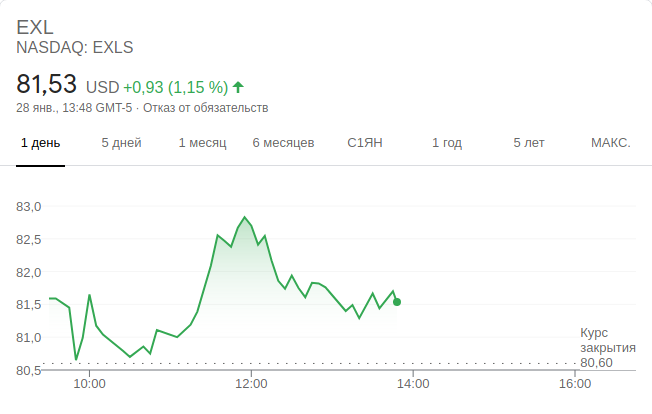 EXL
NASDAQ: EXLS
81,53 USD +0,93 (1,15 %)
28 янв., 13:48 GMT-5 · Отказ от обязательств
1 день 5 дней 1 месяц 6 месяцев С1ЯН 1 год 5 лет МАКС.
83,0
82,5
82,0
81,5
81,0
80,5
Курс
закрытия
80,60
10:00 12:00 14:00 16:00